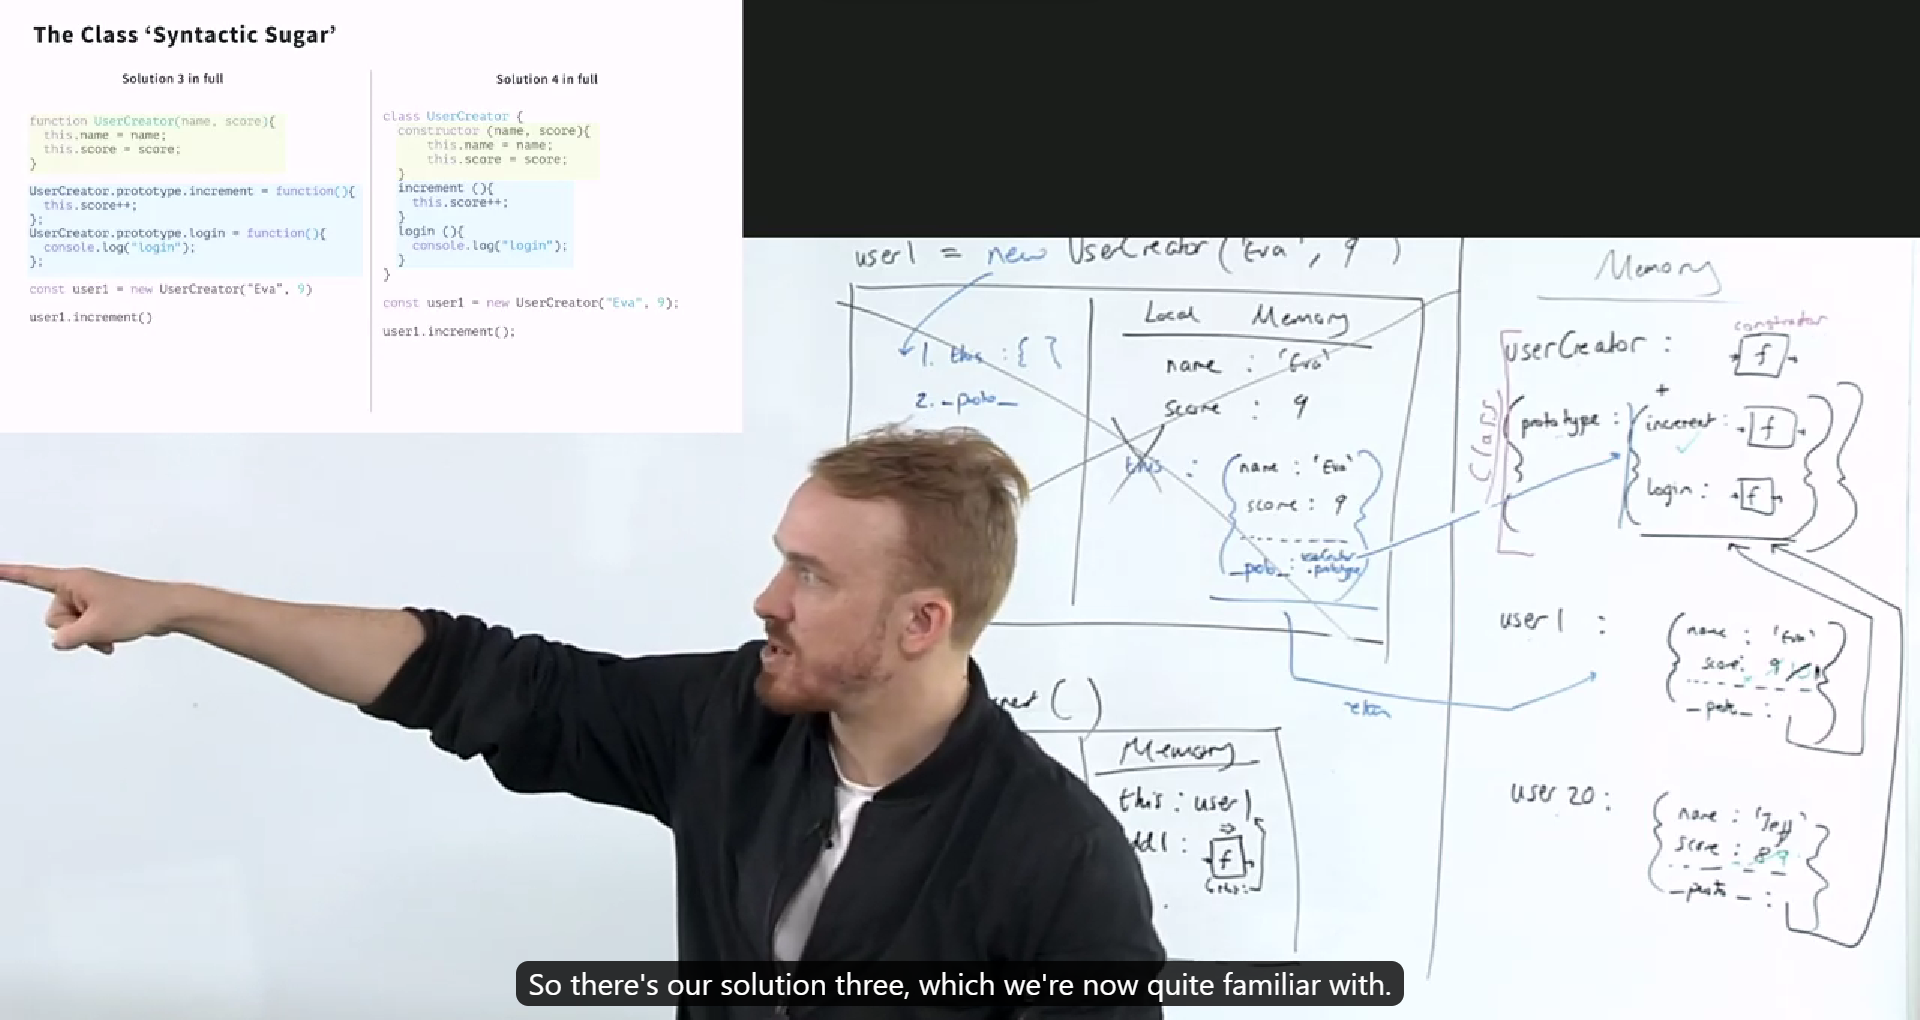 The Class ‘Syntactic Sugar’
Solution 3 in full
function UserCreator(name, score){
this.name = name;
this.score = score;
}
UserCreator.prototype.increment = function(){
this.score++;
};
UserCreator.prototype.login = function(){
console.log("login");
};
const user1 = new UserCreator("Eva", 9)
user1.increment()
Solution 4 in full
class UserCreator {
constructor (name, score){
this.name = name;
this.score = score;
}
increment (){
this.score++;
}
login (){
console.log("login");
}
}
const user1 = new UserCreator("Eva", 9);
user1.increment();
user1 = new UserCreator('Eva', 9)
1. this : { }
2. _proto_
Local Memory
name : 'Eva'
score : 9
this : { name : 'Eva'
score : 9
_proto_ : userCreator
.prototype }
return
( )
Memory
this : user1
add1 : f
Memory
constructor
userCreator : f
+
Class
{ prototype : { increment : f
login : f } }
user1 : { name : 'Eva'
score : 9 10
_proto_ : }
user 20 : { name : 'Jeff'
score : 8 9
_proto_ : }
So there's our solution three, which we're now quite familiar with.